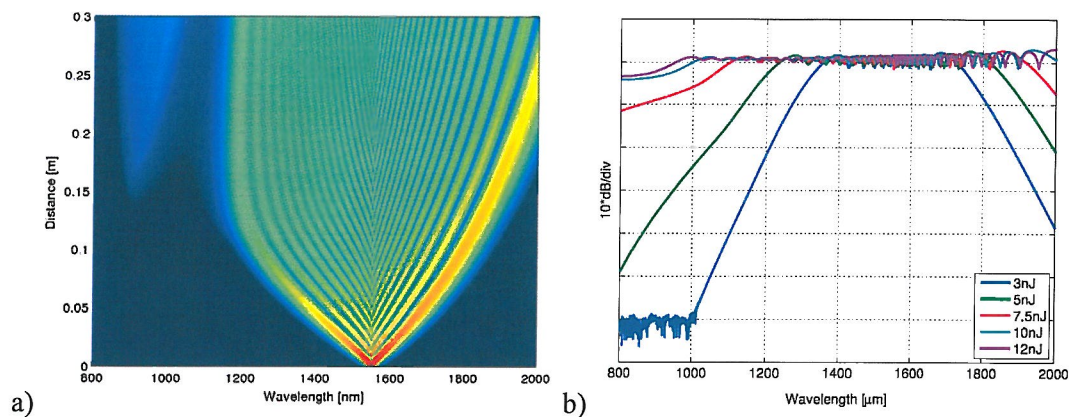 0.3
0.25
0.2
0.15
0.1
0.05
0
Distance [m]
800 1000 1200 1400 1600 1800 2000
Wavelength [nm]
a)
10*dB/div
3nJ
5nJ
7.5nJ
10nJ
12nJ
800 1000 1200 1400 1600 1800 2000
Wavelength [μm]
b)